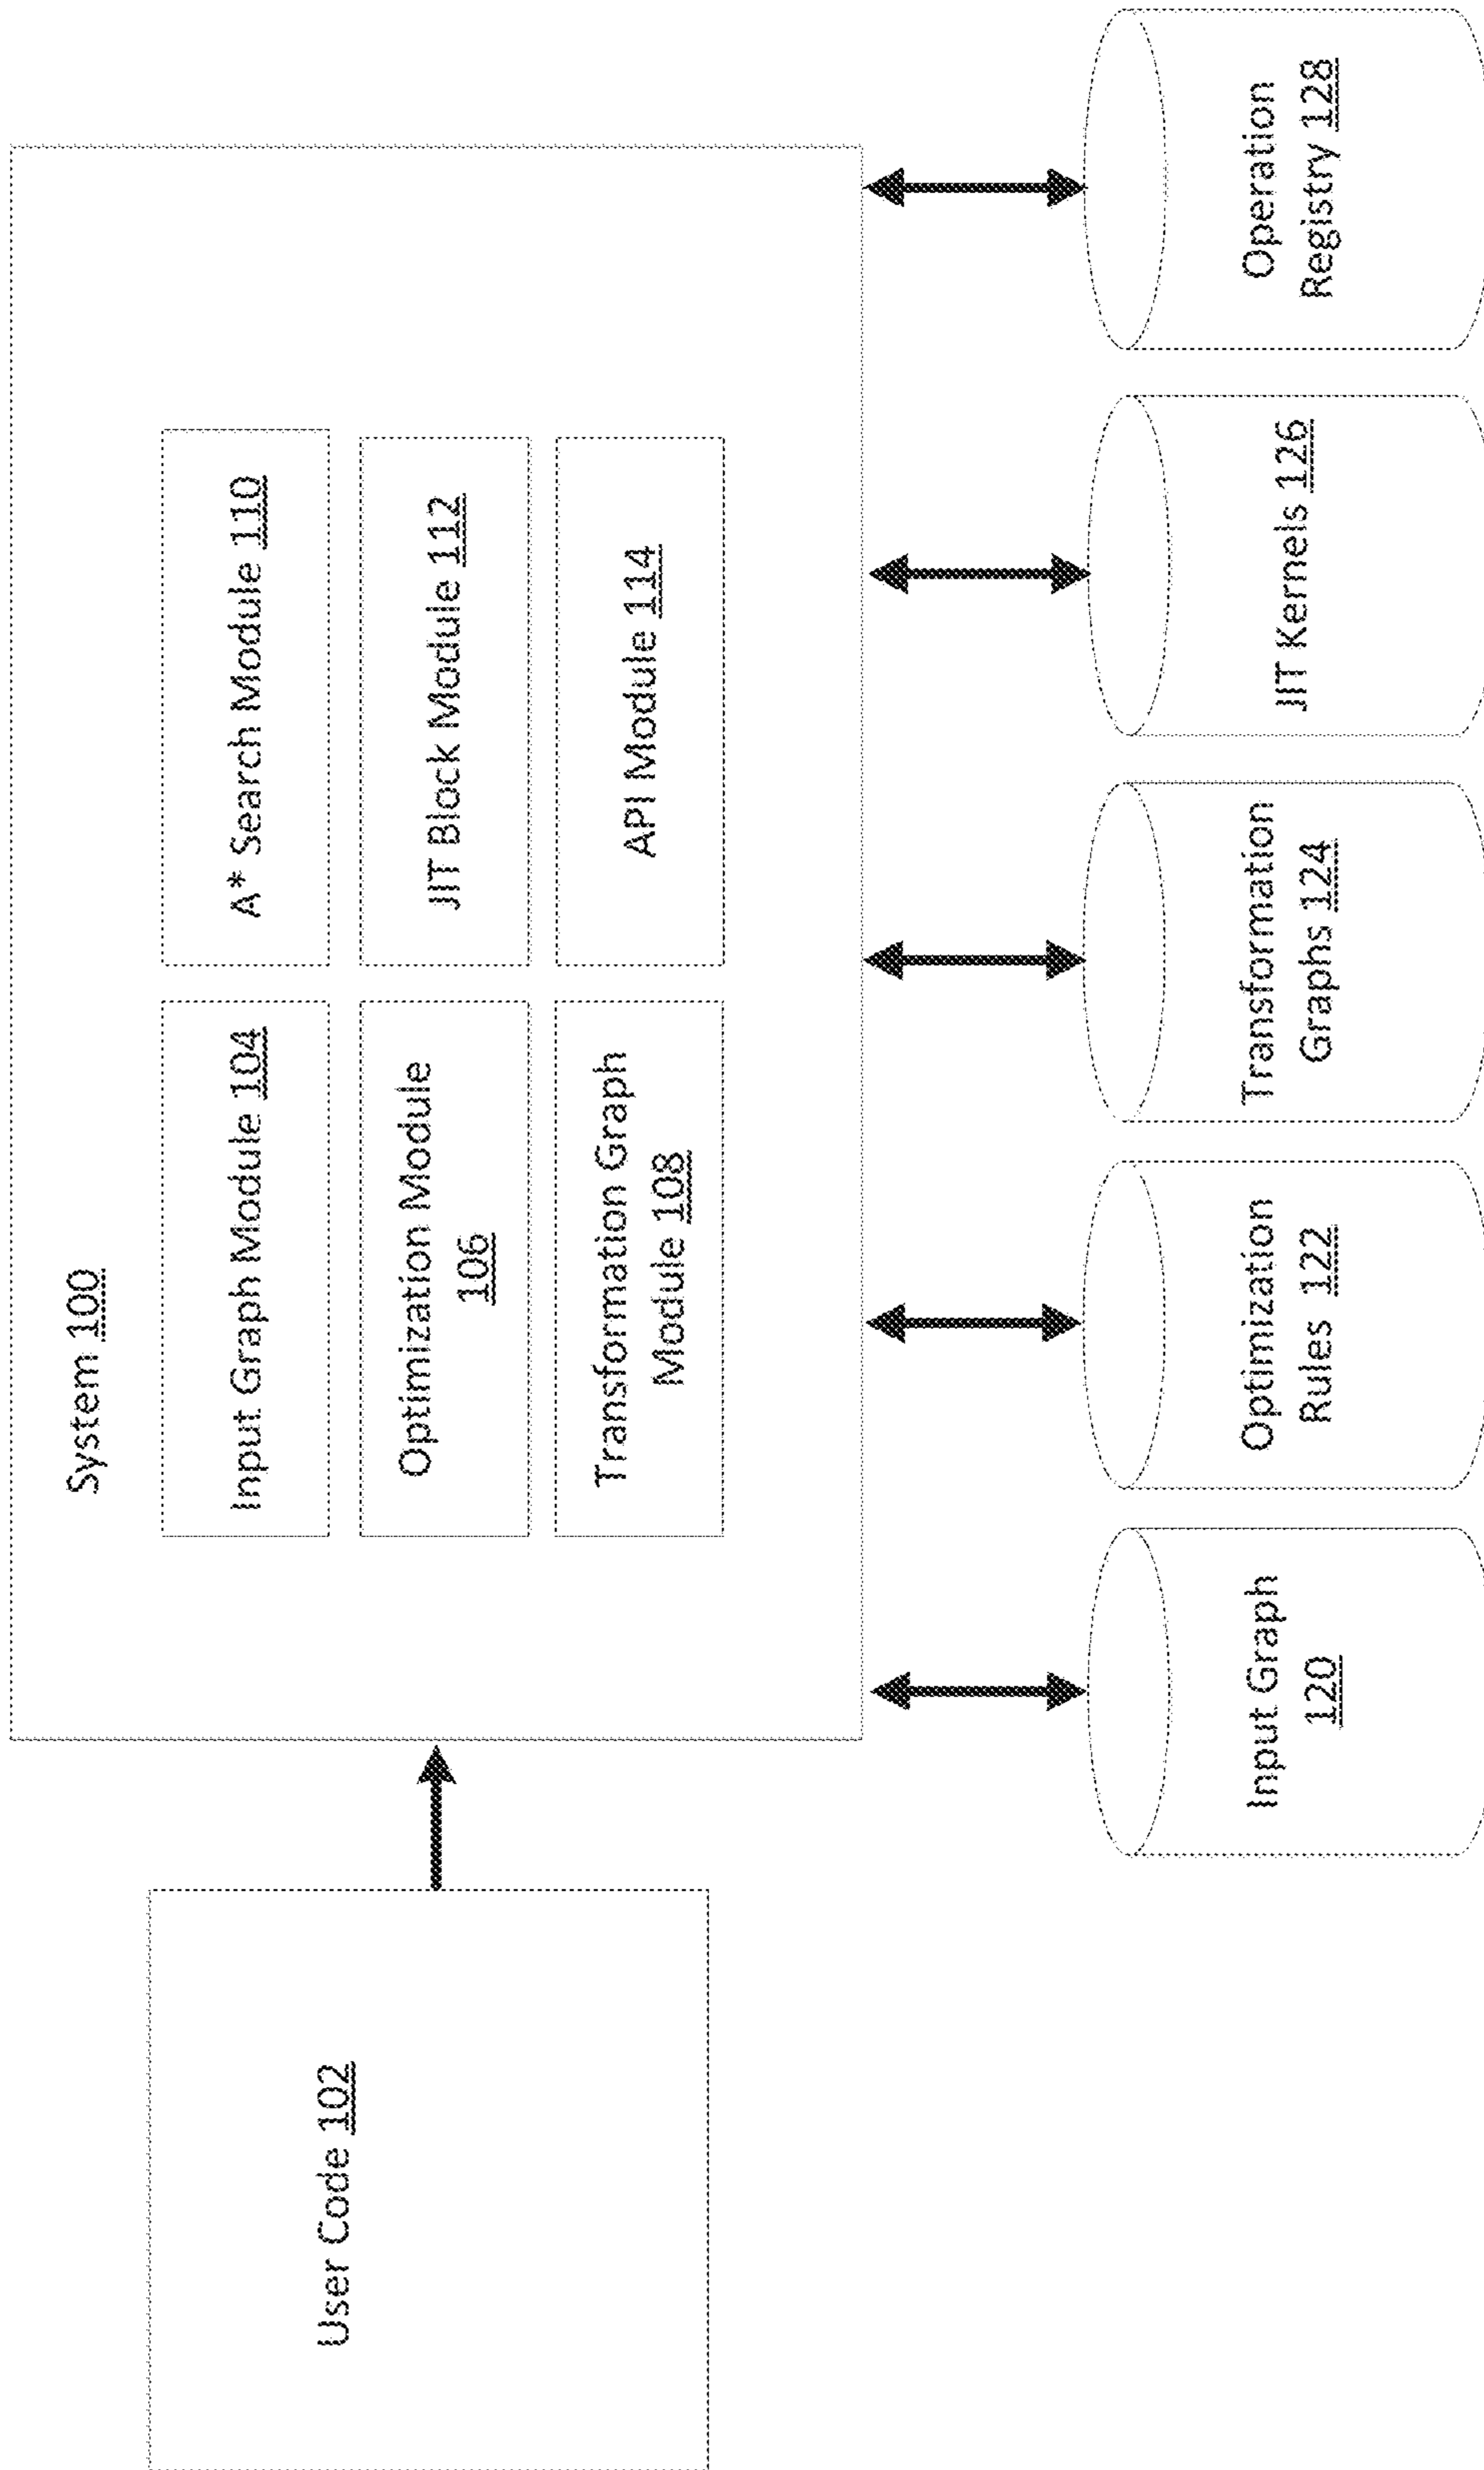 User Code 102
System 100
Input Graph Module 104
A* Search Module 110
Optimization Module
106
JIT Block Module 112
Transformation Graph
Module 108
API Module 114
Input Graph
120
Optimization
Rules 122
Transformation
Graphs 124
JIT Kernels 126
Operation
Registry 128